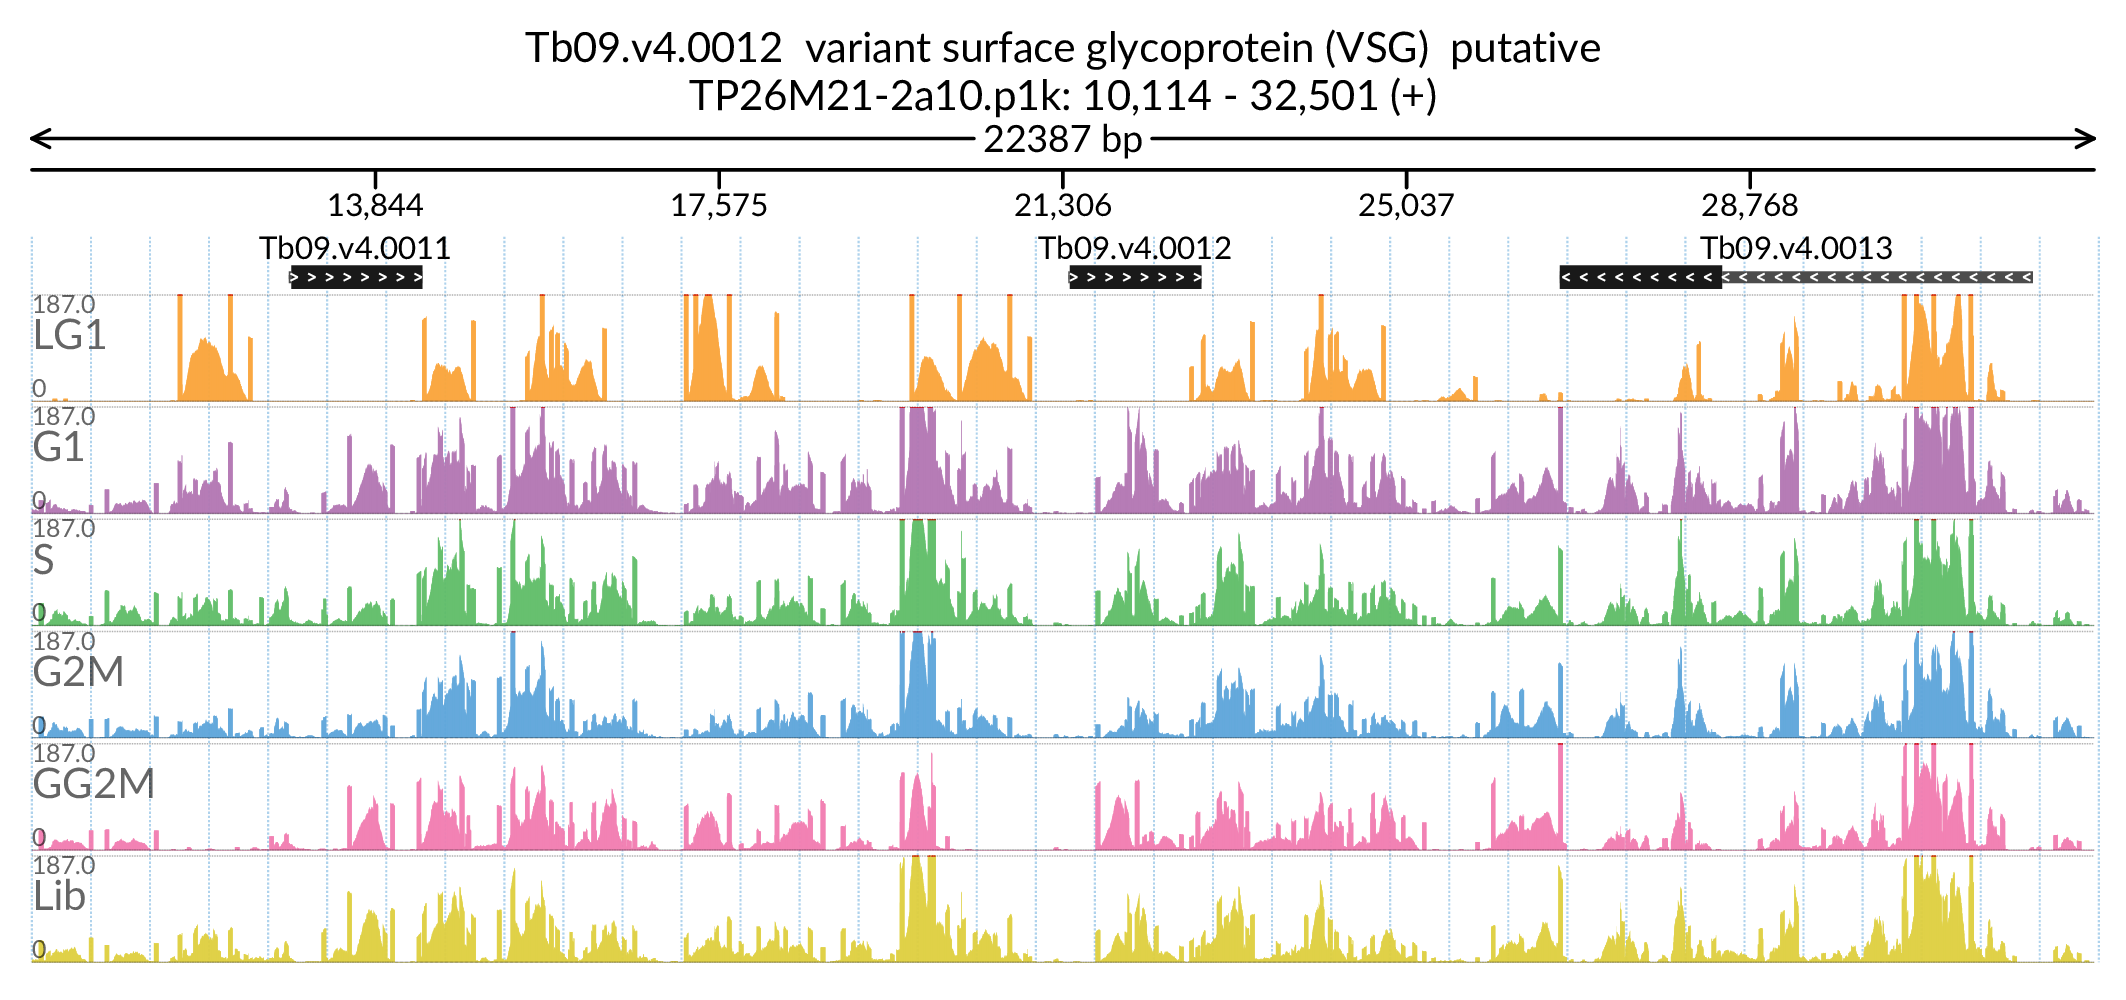 Tb09.v4.0012 variant surface glycoprotein (VSG) putative
TP26M21-2a10.p1k: 10,114 - 32,501 (+)
22387 bp
13,844 17,575 21,306 25,037 28,768
Tb09.v4.0011 Tb09.v4.0012 Tb09.v4.0013
187.0
LG1
0
187.0
G1
0
187.0
S
0
187.0
G2M
0
187.0
GG2M
0
187.0
Lib
0